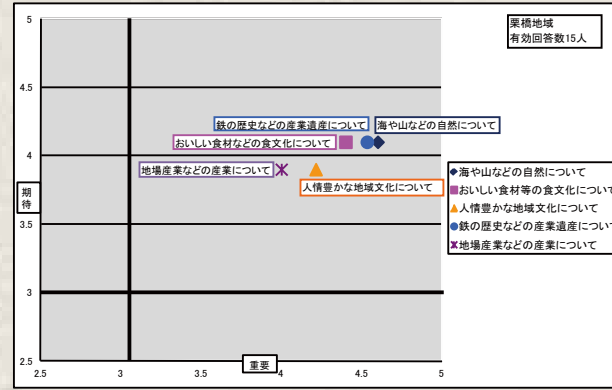 5
栗橋地域
有効回答数15人
4.5
鉄の歴史などの産業遺産について
海や山などの自然について
おいしい食材などの食文化について
4
地場産業などの産業について
人情豊かな地域文化について
期待
海や山などの自然について
おいしい食材等の食文化について
人情豊かな地域文化について
鉄の歴史などの産業遺産について
地場産業などの産業について
3.5
3
2.5
重要
2.5
3
3.5
4
4.5
5